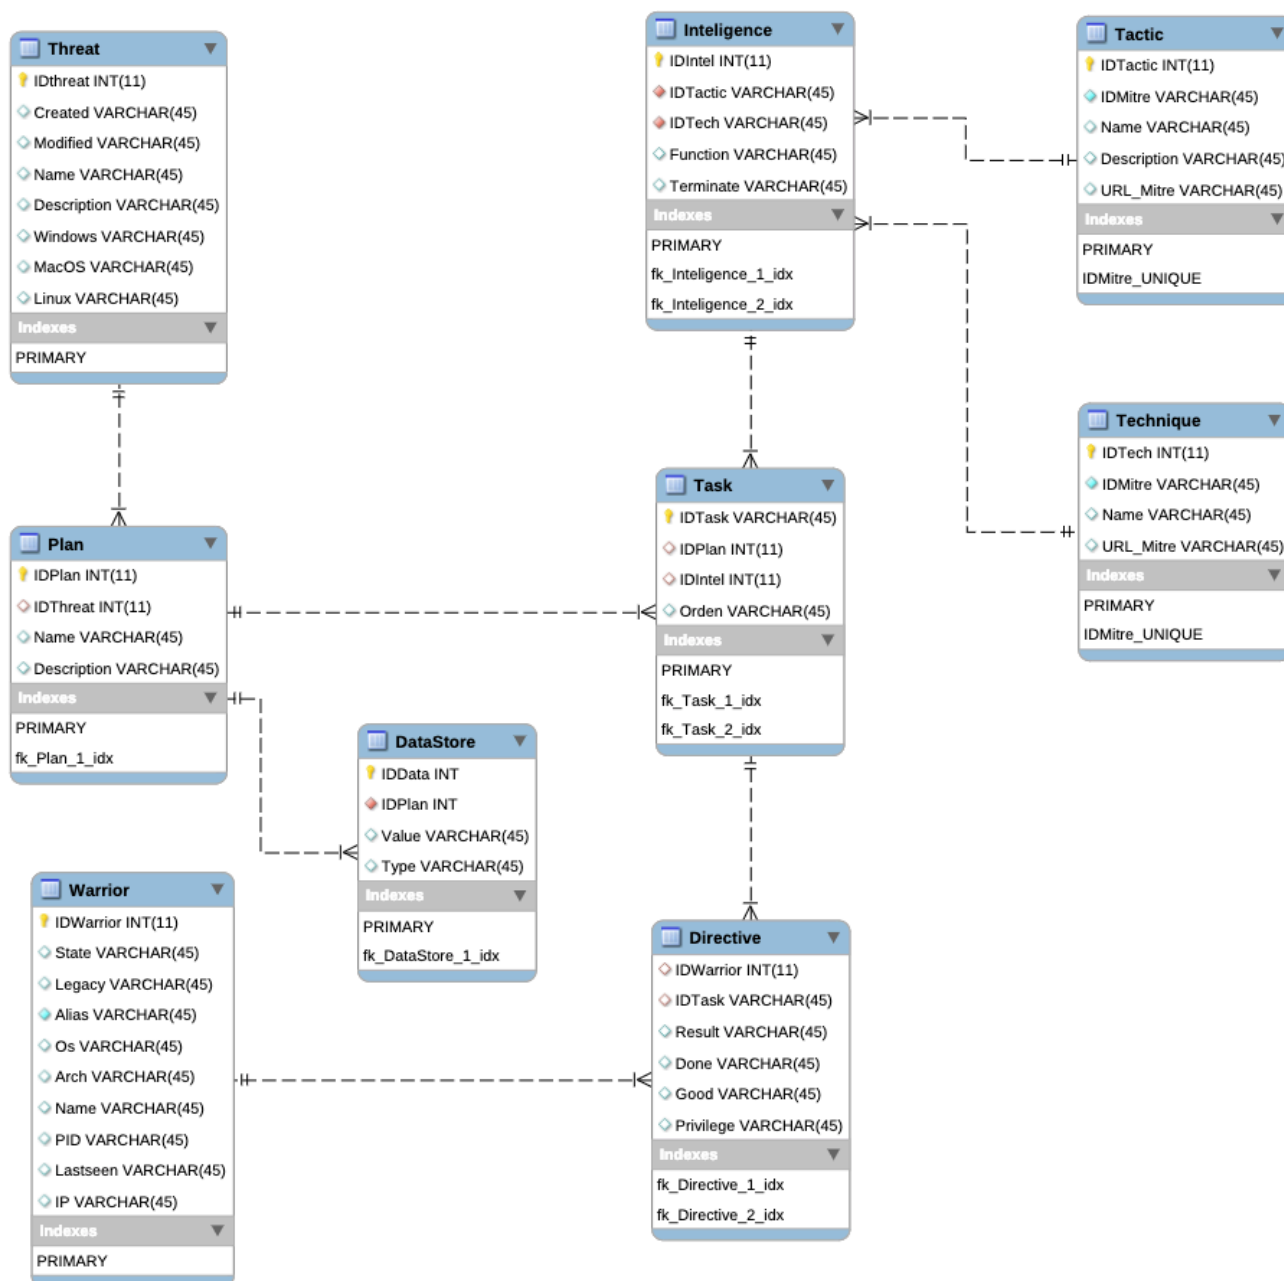 Threat
IDthreat INT(11)
Created VARCHAR(45)
Modified VARCHAR(45)
Name VARCHAR(45)
Description VARCHAR(45)
Windows VARCHAR(45)
MacOS VARCHAR(45)
Linux VARCHAR(45)
Indexes
PRIMARY
Inteligence
IDIntel INT(11)
IDTactic VARCHAR(45)
IDTech VARCHAR(45)
Function VARCHAR(45)
Terminate VARCHAR(45)
Indexes
PRIMARY
fk_Inteligence_1_idx
fk_Inteligence_2_idx
Tactic
IDTactic INT(11)
IDMitre VARCHAR(45)
Name VARCHAR(45)
Description VARCHAR(45)
URL_Mitre VARCHAR(45)
Indexes
PRIMARY
IDMitre_UNIQUE
Technique
IDTech INT(11)
IDMitre VARCHAR(45)
Name VARCHAR(45)
URL_Mitre VARCHAR(45)
Indexes
PRIMARY
IDMitre_UNIQUE
Plan
IDPlan INT(11)
IDThreat INT(11)
Name VARCHAR(45)
Description VARCHAR(45)
Indexes
PRIMARY
fk_Plan_1_idx
Task
IDTask VARCHAR(45)
IDPlan INT(11)
IDIntel INT(11)
Orden VARCHAR(45)
Indexes
PRIMARY
fk_Task_1_idx
fk_Task_2_idx
DataStore
IDData INT
IDPlan INT
Value VARCHAR(45)
Type VARCHAR(45)
Indexes
PRIMARY
fk_DataStore_1_idx
Warrior
IDWarrior INT(11)
State VARCHAR(45)
Legacy VARCHAR(45)
Alias VARCHAR(45)
Os VARCHAR(45)
Arch VARCHAR(45)
Name VARCHAR(45)
PID VARCHAR(45)
Lastseen VARCHAR(45)
IP VARCHAR(45)
Indexes
PRIMARY
Directive
IDWarrior INT(11)
IDTask VARCHAR(45)
Result VARCHAR(45)
Done VARCHAR(45)
Good VARCHAR(45)
Privilege VARCHAR(45)
Indexes
fk_Directive_1_idx
fk_Directive_2_idx